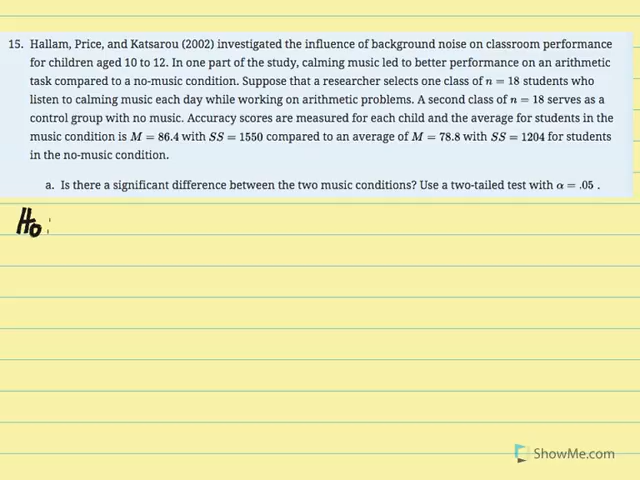 15. Hallam, Price, and Katsarou (2002) investigated the influence of background noise on classroom performance
for children aged 10 to 12. In one part of the study, calming music led to better performance on an arithmetic
task compared to a no-music condition. Suppose that a researcher selects one class of n = 18 students who
listen to calming music each day while working on arithmetic problems. A second class of n = 18 serves as a
control group with no music. Accuracy scores are measured for each child and the average for students in the
music condition is M = 86.4 with SS = 1550 compared to an average of M = 78.8 with SS = 1204 for students
in the no-music condition.
a. Is there a significant difference between the two music conditions? Use a two-tailed test with α = .05 .
H0 :
ShowMe.com